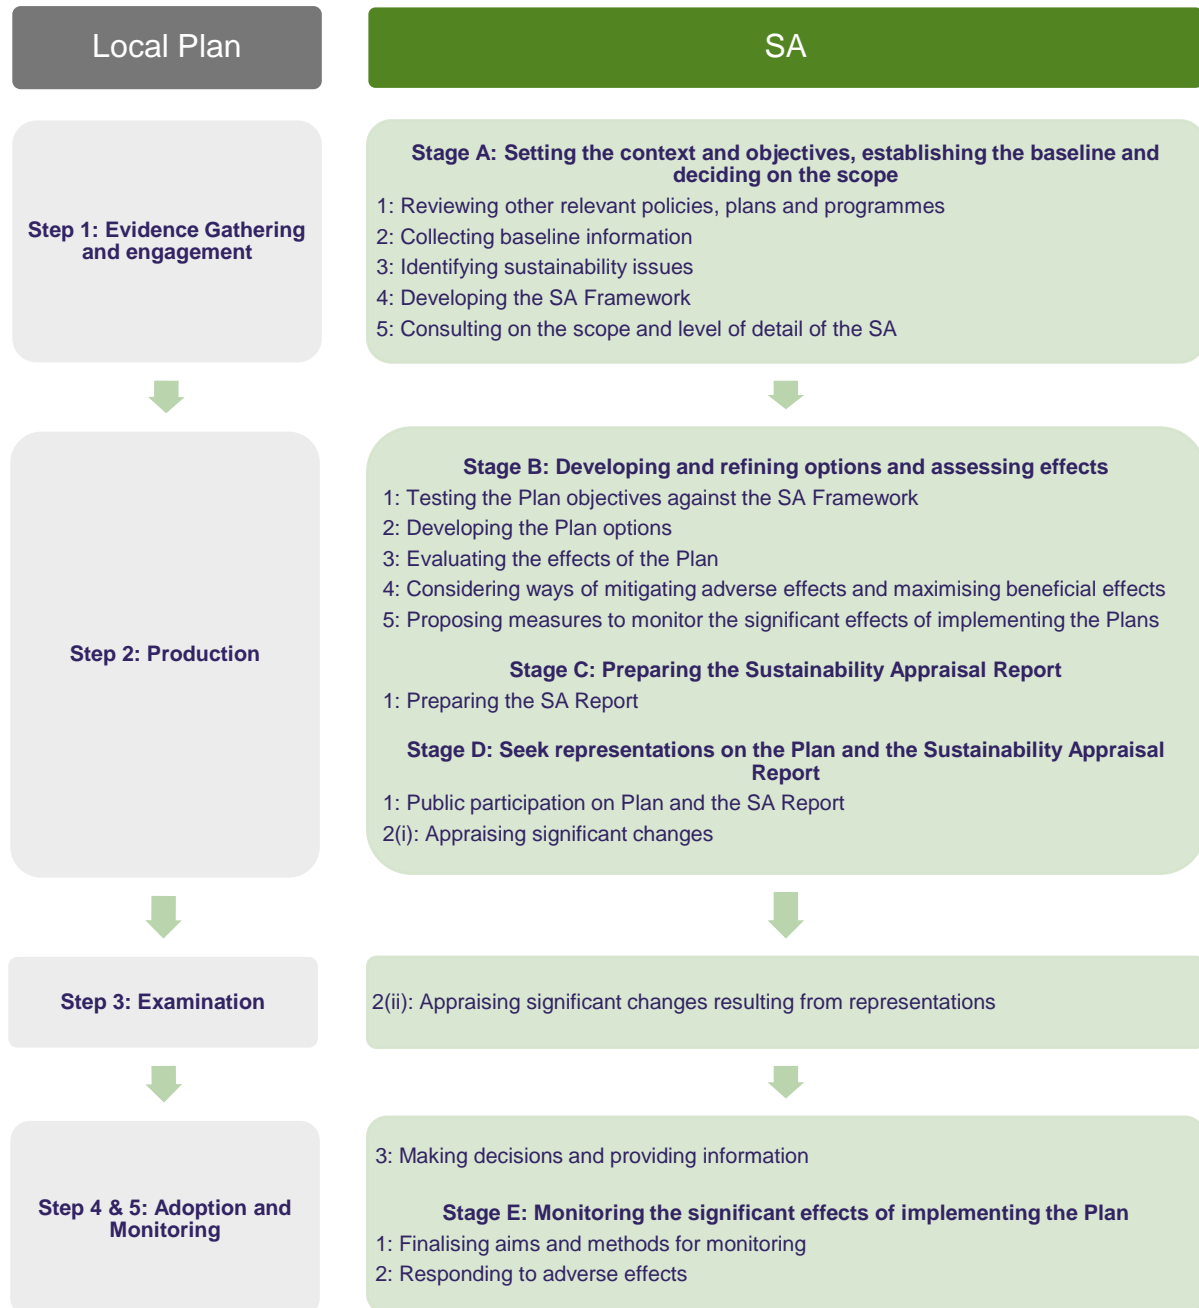 Local Plan
SA
Step 1: Evidence Gathering
and engagement
Stage A: Setting the context and objectives, establishing the baseline and
deciding on the scope
1: Reviewing other relevant policies, plans and programmes
2: Collecting baseline information
3: Identifying sustainability issues
4: Developing the SA Framework
5: Consulting on the scope and level of detail of the SA
Step 2: Production
Stage B: Developing and refining options and assessing effects
1: Testing the Plan objectives against the SA Framework
2: Developing the Plan options
3: Evaluating the effects of the Plan
4: Considering ways of mitigating adverse effects and maximising beneficial effects
5: Proposing measures to monitor the significant effects of implementing the Plans
Stage C: Preparing the Sustainability Appraisal Report
1: Preparing the SA Report
Stage D: Seek representations on the Plan and the Sustainability Appraisal
Report
1: Public participation on Plan and the SA Report
2(i): Appraising significant changes
Step 3: Examination
2(ii): Appraising significant changes resulting from representations
Step 4 & 5: Adoption and
Monitoring
3: Making decisions and providing information
Stage E: Monitoring the significant effects of implementing the Plan
1: Finalising aims and methods for monitoring
2: Responding to adverse effects